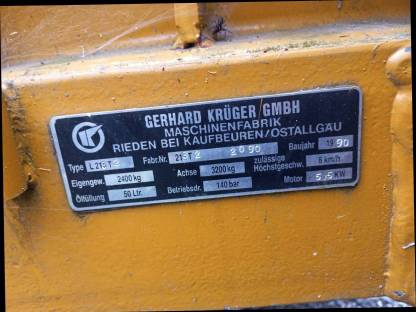 GERHARD KRÜGER GMBH
MASCHINENFABRIK
RIEDEN BEI KAUFBEUREN/OSTALLGÄU
Type Fabr.Nr. 2090 Baujahr 1990
Eigengew. 2400 kg Achse 3200 kg zulässige Höchstgeschw. 6 km/h
Ölfüllung 50 Ltr. Betriebsdr. 140 bar Motor 5,5 KW